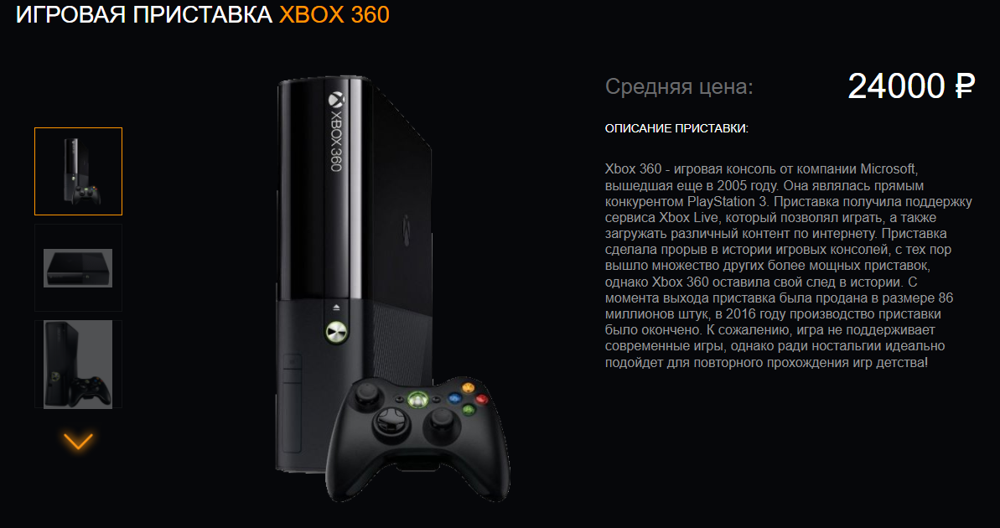 ИГРОВАЯ ПРИСТАВКА XBOX 360
Средняя цена:
24000 ₽
ОПИСАНИЕ ПРИСТАВКИ:
Xbox 360 - игровая консоль от компании Microsoft,
вышедшая еще в 2005 году. Она являлась прямым
конкурентом PlayStation 3. Приставка получила поддержку
сервиса Xbox Live, который позволял играть, а также
загружать различный контент по интернету. Приставка
сделала прорыв в истории игровых консолей, с тех пор
вышло множество других более мощных приставок,
однако Xbox 360 оставила свой след в истории. С
момента выхода приставка была продана в размере 86
миллионов штук, в 2016 году производство приставки
было окончено. К сожалению, игра не поддерживает
современные игры, однако ради ностальгии идеально
подойдет для повторного прохождения игр детства!
XBOX 360